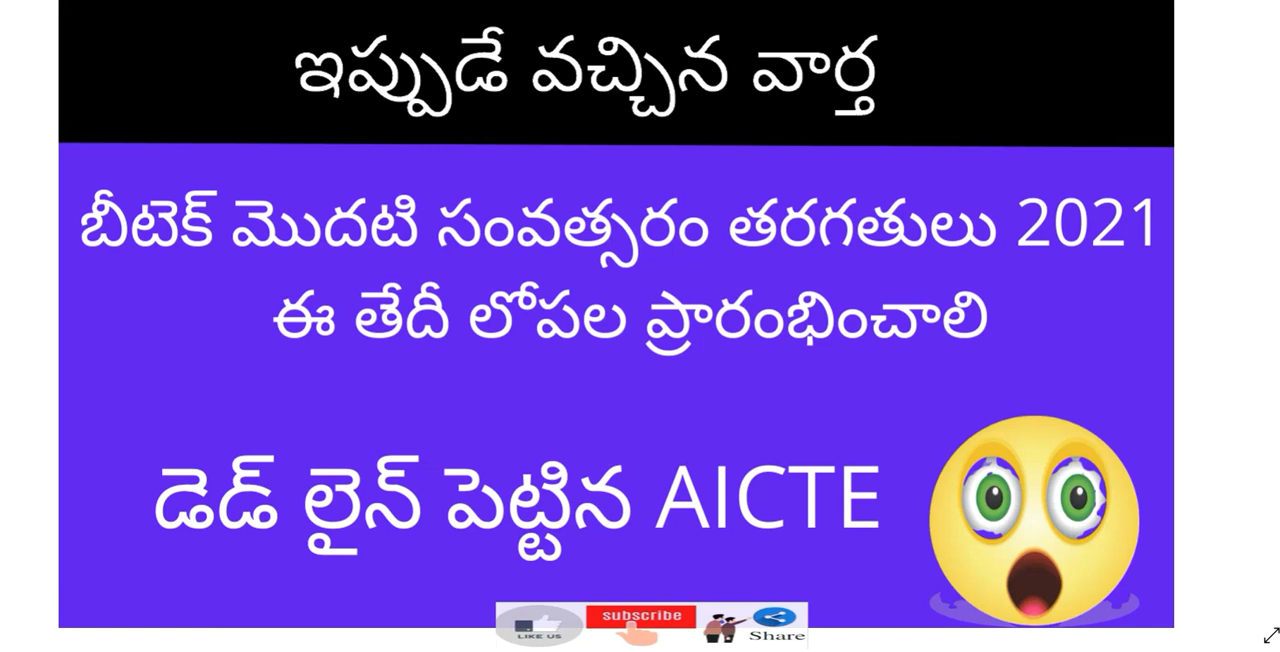 ఇప్పుడే వచ్చిన వార్త
బీటెక్ మొదటి సంవత్సరం తరగతులు 2021
ఈ తేదీ లోపల ప్రారంభించాలి
డెడ్ లైన్ పెట్టిన AICTE
LIKE US subscribe Share